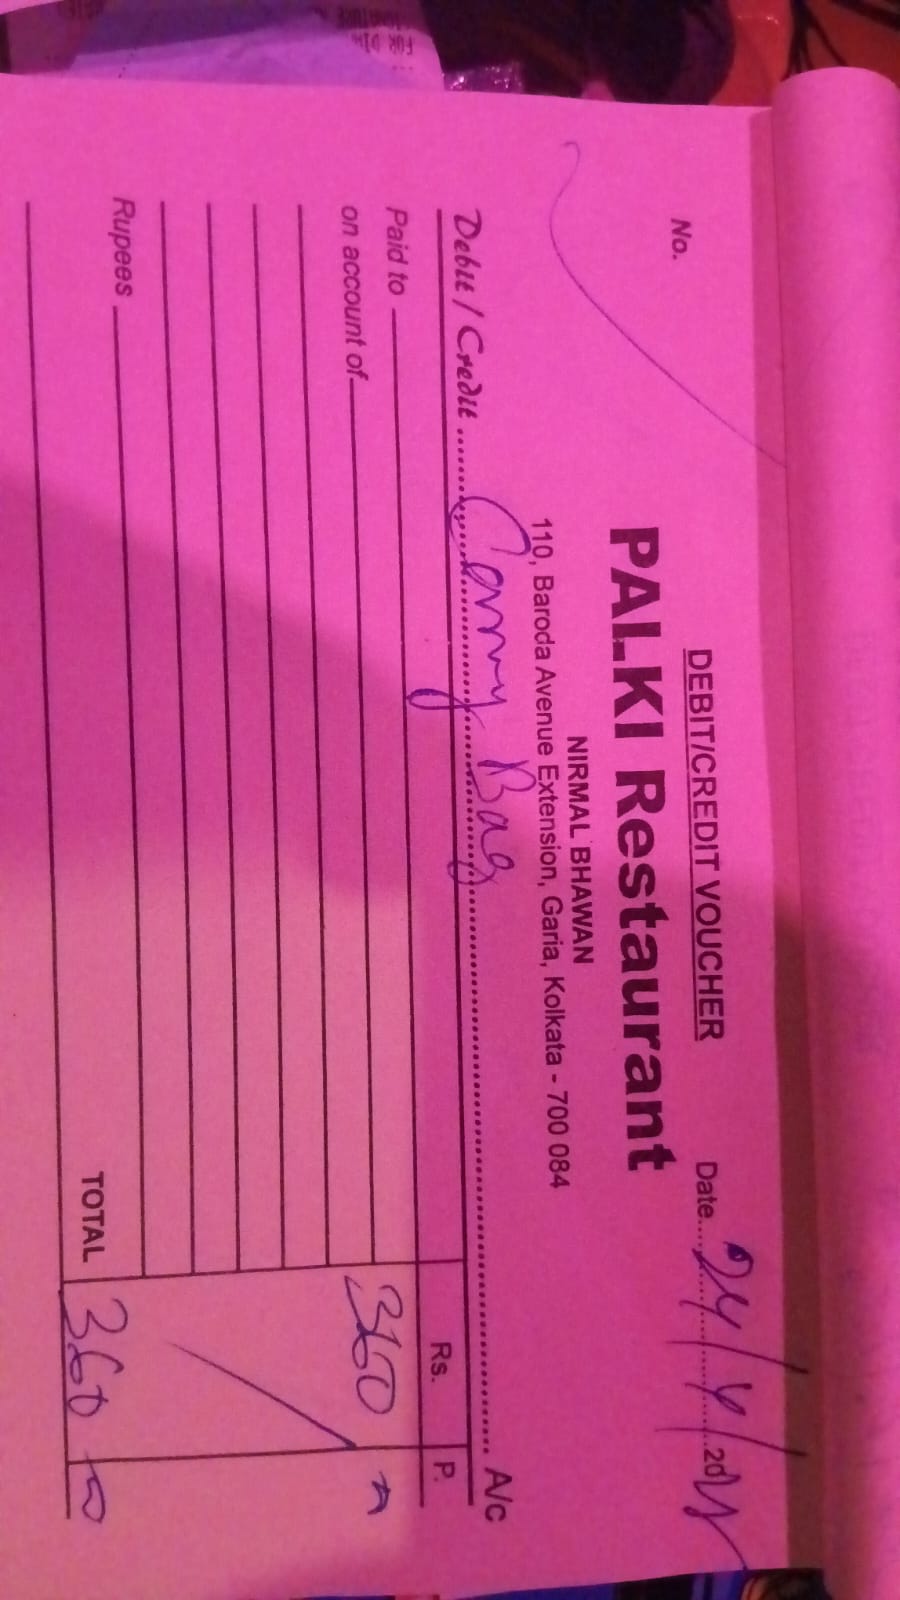 DEBIT/CREDIT VOUCHER
No.
Date 24/4/20
PALKI Restaurant
NIRMAL BHAWAN
110, Baroda Avenue Extension, Garia, Kolkata - 700 084
Debit / Credit Carry Bag A/c
Rs. P.
Paid to 360
on account of
Rupees
TOTAL 360